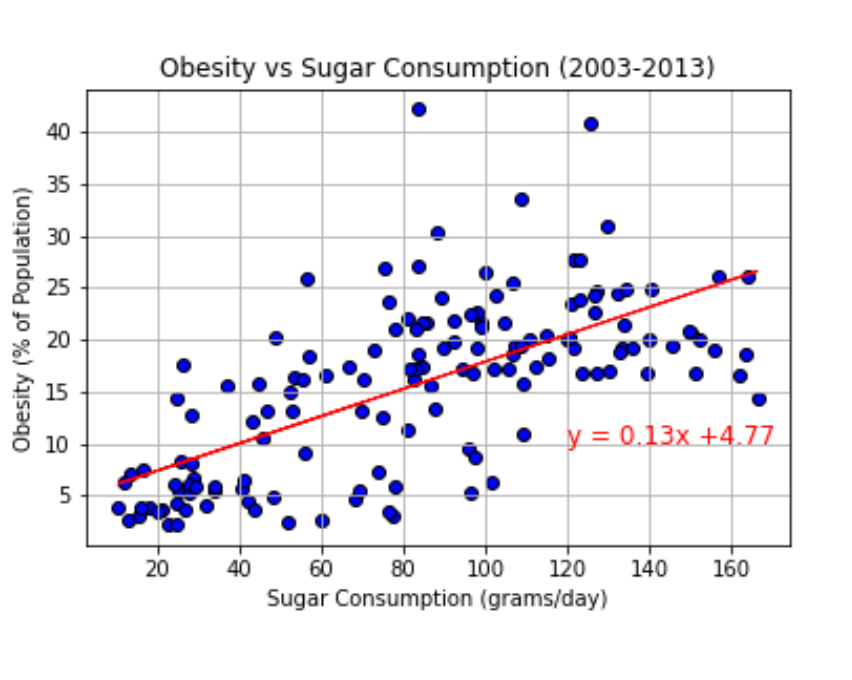 Obesity vs Sugar Consumption (2003-2013)
Obesity (% of Population)
40
35
30
25
20
15
10
5
y = 0.13x +4.77
20 40 60 80 100 120 140 160
Sugar Consumption (grams/day)